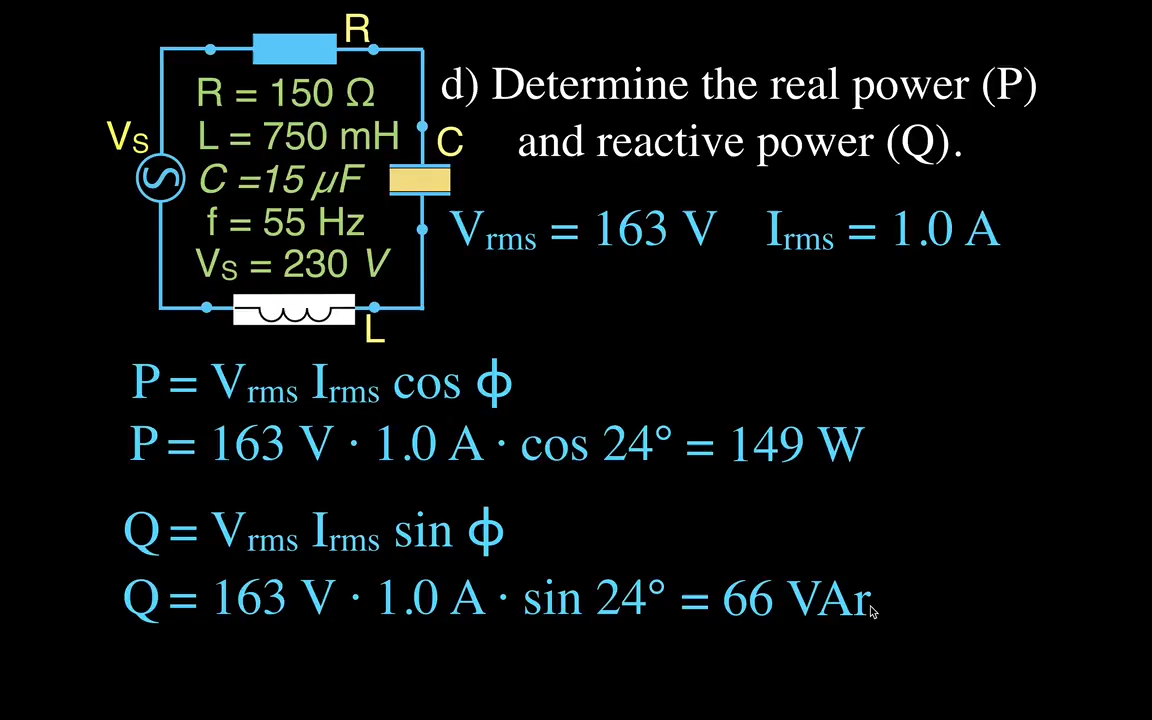 R
R = 150 Ω
L = 750 mH
C =15 μF
f = 55 Hz
Vs = 230 V
Vs
C
L
d) Determine the real power (P)
and reactive power (Q).
Vrms = 163 V Irms = 1.0 A
P = Vrms Irms cos ϕ
P = 163 V · 1.0 A · cos 24° = 149 W
Q = Vrms Irms sin ϕ
Q = 163 V · 1.0 A · sin 24° = 66 VAr